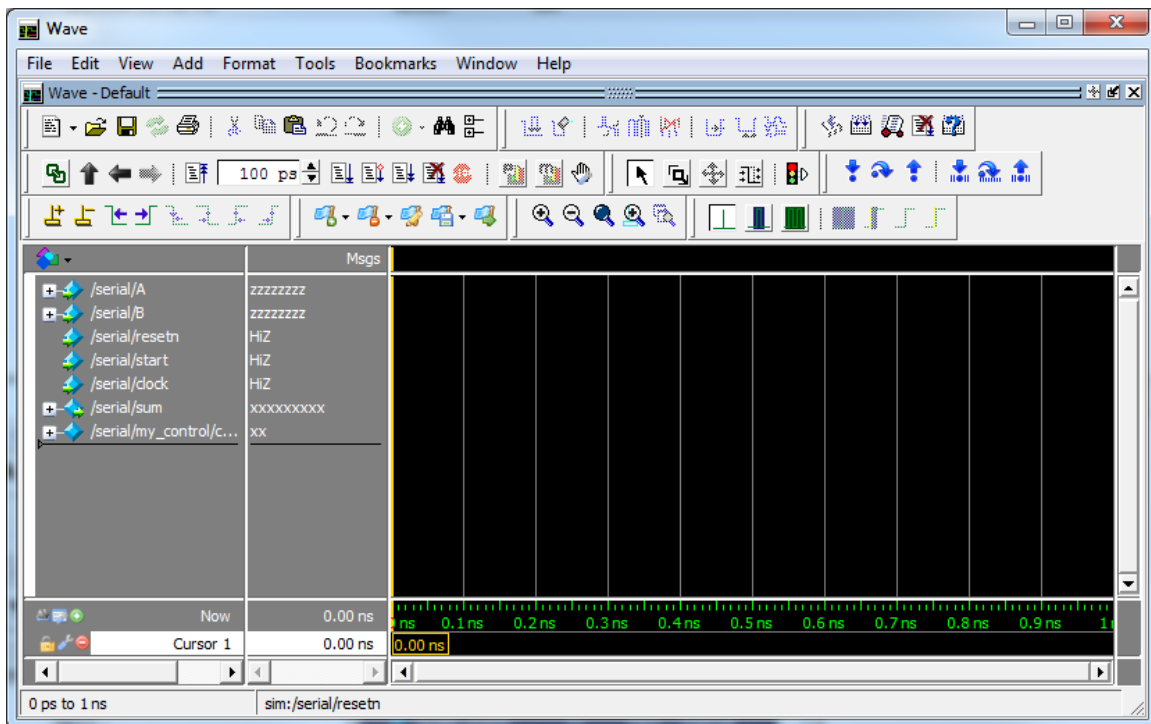 Wave
File Edit View Add Format Tools Bookmarks Window Help
Wave - Default
100 ps
Msgs
/serial/A zzzzzzzz
/serial/B zzzzzzzz
/serial/resetn HiZ
/serial/start HiZ
/serial/clock HiZ
/serial/sum xxxxxxxxx
/serial/my_control/c... xx
Now 0.00 ns
ns 0.1 ns 0.2 ns 0.3 ns 0.4 ns 0.5 ns 0.6 ns 0.7 ns 0.8 ns 0.9 ns 1
Cursor 1 0.00 ns 0.00 ns
0 ps to 1 ns sim:/serial/resetn